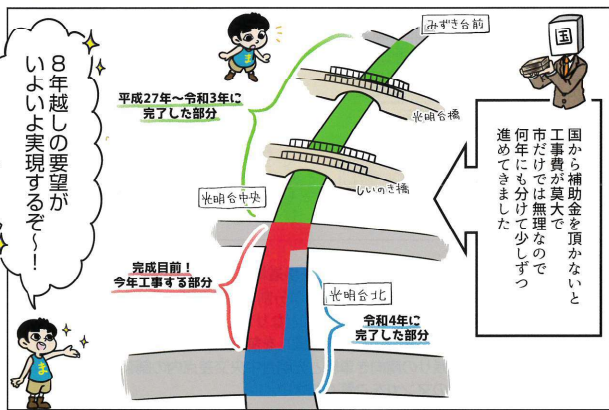 国
国から補助金を頂かないと
工事費が莫大で
市だけでは無理なので
何年にも分けて少しずつ
進めてきました
みずき台前
光明台橋
しいのき橋
光明台中央
光明台北
平成27年～令和3年に
完了した部分
完成目前！
今年工事する部分
令和4年に
完了した部分
8年越しの要望が
いよいよ実現するぞ～！
ま
ま